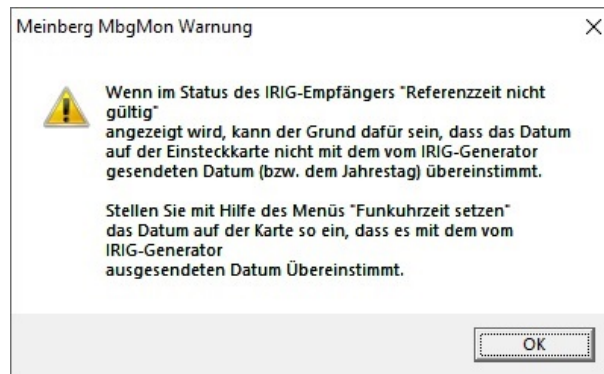 Meinberg MbgMon Warnung
Wenn im Status des IRIG-Empfängers "Referenzzeit nicht
gültig"
angezeigt wird, kann der Grund dafür sein, dass das Datum
auf der Einsteckkarte nicht mit dem vom IRIG-Generator
gesendeten Datum (bzw. dem Jahrestag) übereinstimmt.
Stellen Sie mit Hilfe des Menüs "Funkuhrzeit setzen"
das Datum auf der Karte so ein, dass es mit dem vom
IRIG-Generator
ausgesendeten Datum Übereinstimmt.
OK